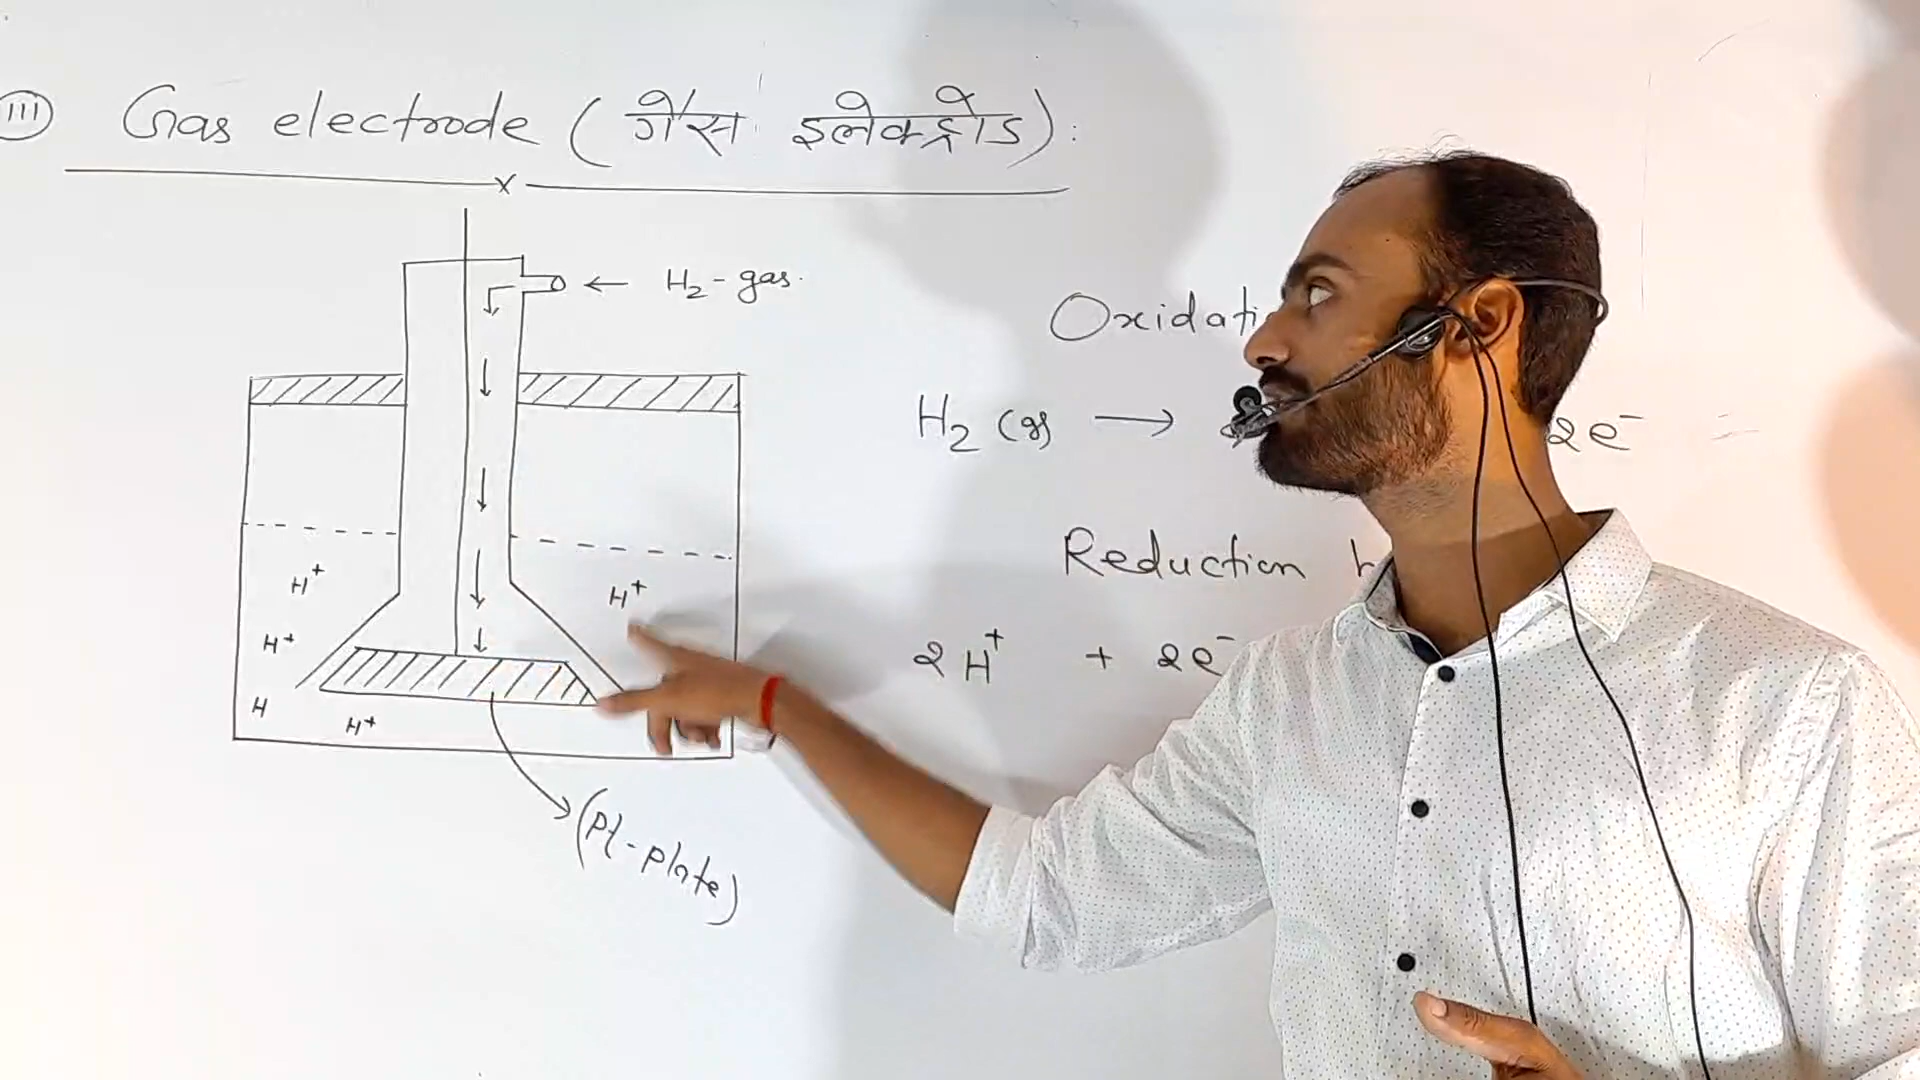 III Gas electrode (गैस इलेक्ट्रोड):
H₂-gas.
Oxidati
H₂ (g) → 2e⁻ =
Reduction h
2H⁺ + 2e⁻
H⁺ H⁺
H⁺
H H⁺
(Pt-plate)